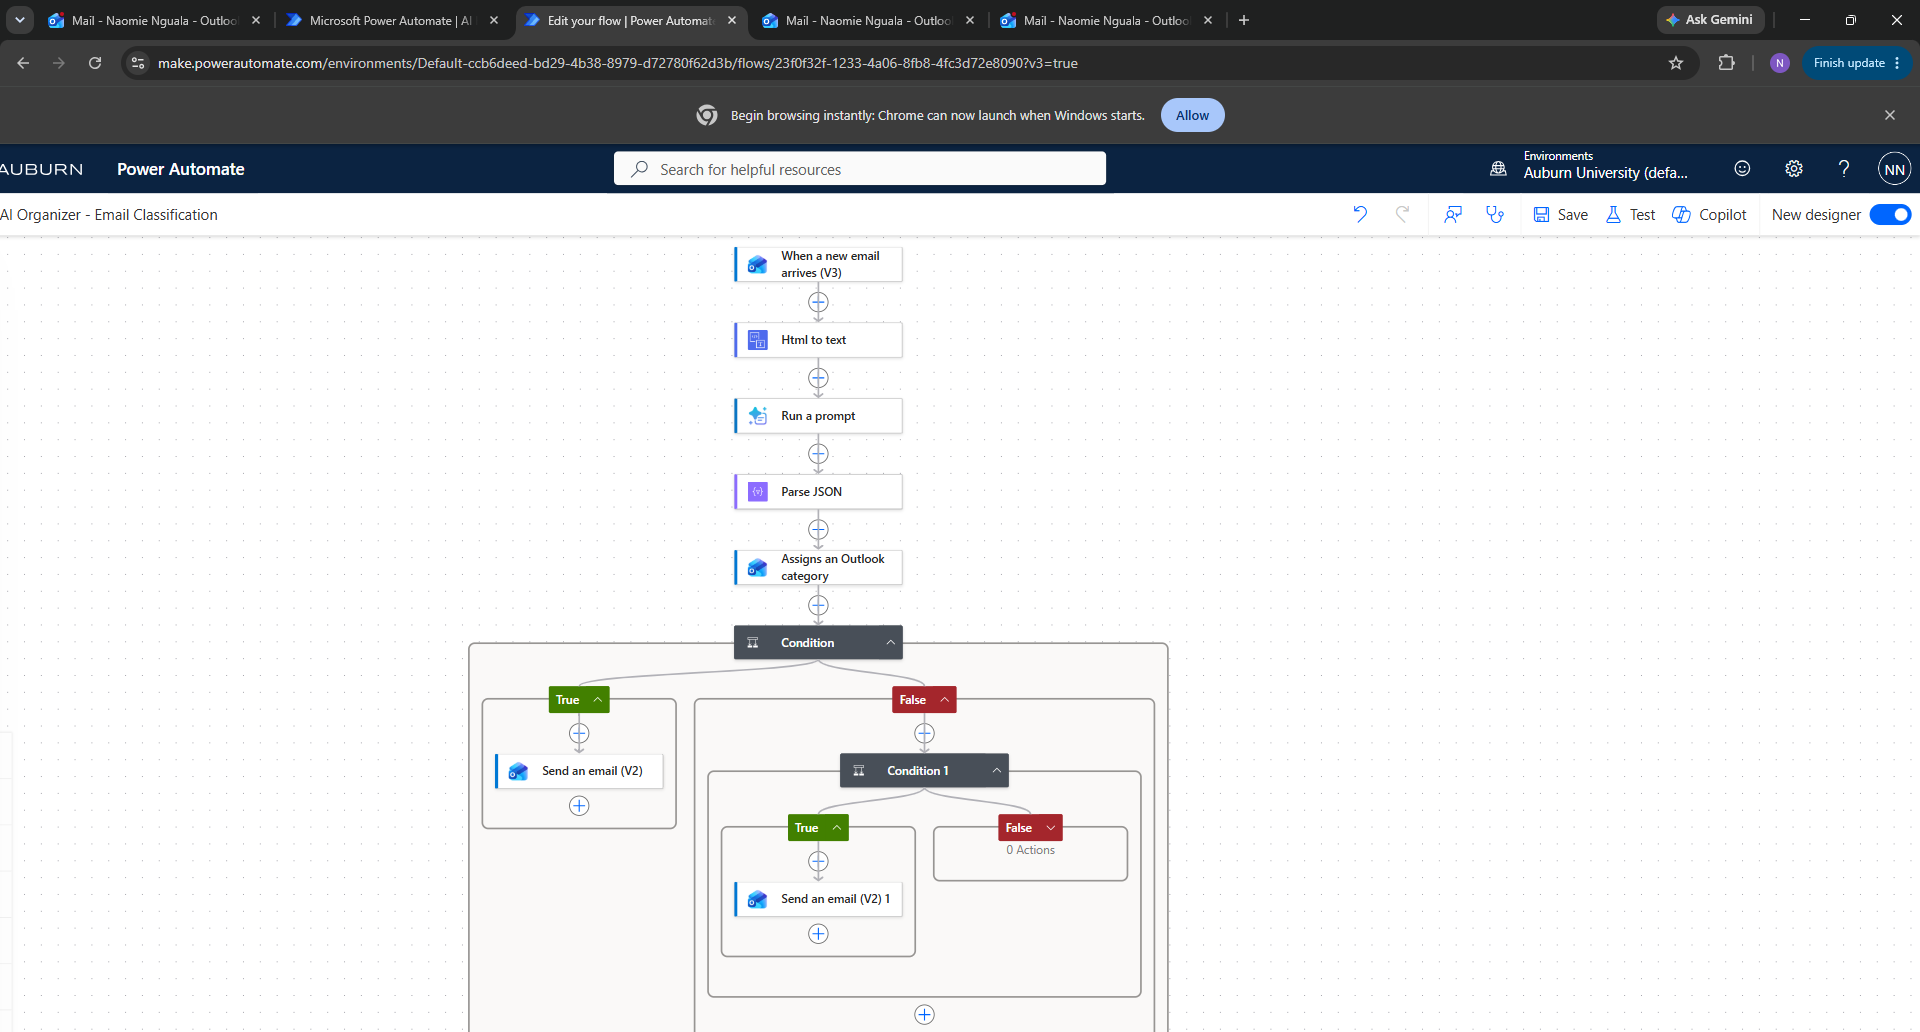 Mail - Naomie Nguala - Outloo
Microsoft Power Automate | AI
Edit your flow | Power Automat
Mail - Naomie Nguala - Outloo
Mail - Naomie Nguala - Outloo
Ask Gemini
make.powerautomate.com/environments/Default-ccb6deed-bd29-4b38-8979-d72780f62d3b/flows/23f0f32f-1233-4a06-8fb8-4fc3d72e8090?v3=true
N
Finish update
Begin browsing instantly: Chrome can now launch when Windows starts.
Allow
AUBURN
Power Automate
Search for helpful resources
Environments
Auburn University (defa...
NN
AI Organizer - Email Classification
Save
Test
Copilot
New designer
When a new email
arrives (V3)
Html to text
Run a prompt
Parse JSON
Assigns an Outlook
category
Condition
True
False
Send an email (V2)
Condition 1
True
False
0 Actions
Send an email (V2) 1